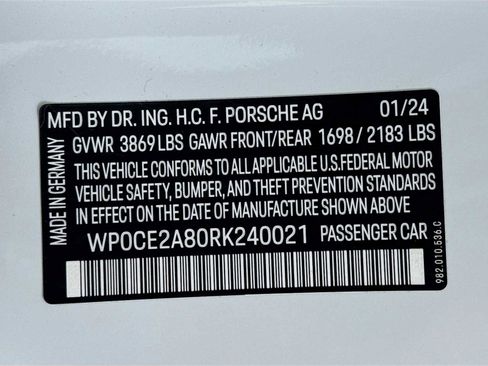 MFD BY DR. ING. H.C. F. PORSCHE AG 01/24
GVWR 3869 LBS GAWR FRONT/REAR 1698 / 2183 LBS
THIS VEHICLE CONFORMS TO ALL APPLICABLE U.S.FEDERAL MOTOR
VEHICLE SAFETY, BUMPER, AND THEFT PREVENTION STANDARDS
IN EFFECT ON THE DATE OF MANUFACTURE SHOWN ABOVE
WP0CE2A80RK240021 PASSENGER CAR
MADE IN GERMANY
982.010.536.C